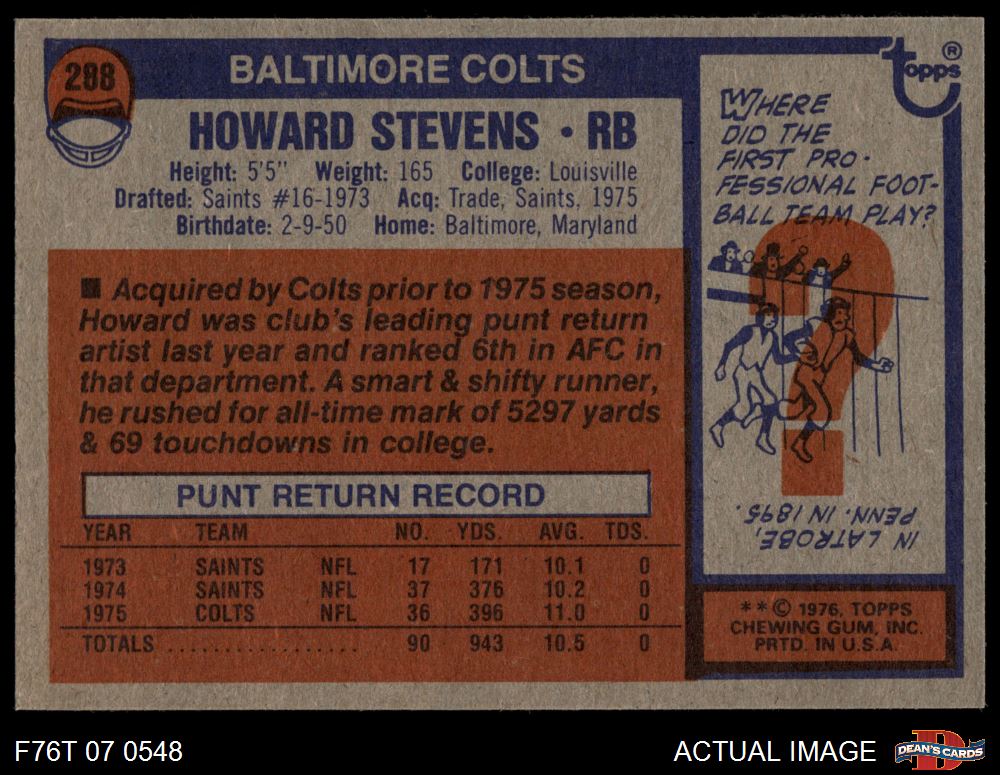 288
BALTIMORE COLTS
HOWARD STEVENS · RB
Height: 5'5" Weight: 165 College: Louisville
Drafted: Saints #16-1973 Acq: Trade, Saints, 1975
Birthdate: 2-9-50 Home: Baltimore, Maryland
■ Acquired by Colts prior to 1975 season,
Howard was club's leading punt return
artist last year and ranked 6th in AFC in
that department. A smart & shifty runner,
he rushed for all-time mark of 5297 yards
& 69 touchdowns in college.
PUNT RETURN RECORD
YEAR TEAM NO. YDS. AVG. TDS.
1973 SAINTS NFL 17 171 10.1 0
1974 SAINTS NFL 37 376 10.2 0
1975 COLTS NFL 36 396 11.0 0
TOTALS .................. 90 943 10.5 0
topps®
WHERE
DID THE
FIRST PRO-
FESSIONAL FOOT-
BALL TEAM PLAY?
?
IN LATROBE,
PENN. IN 1895.
**© 1976, TOPPS
CHEWING GUM, INC.
PRTD. IN U.S.A.
F76T 07 0548
ACTUAL IMAGE
D
DEAN'S CARDS